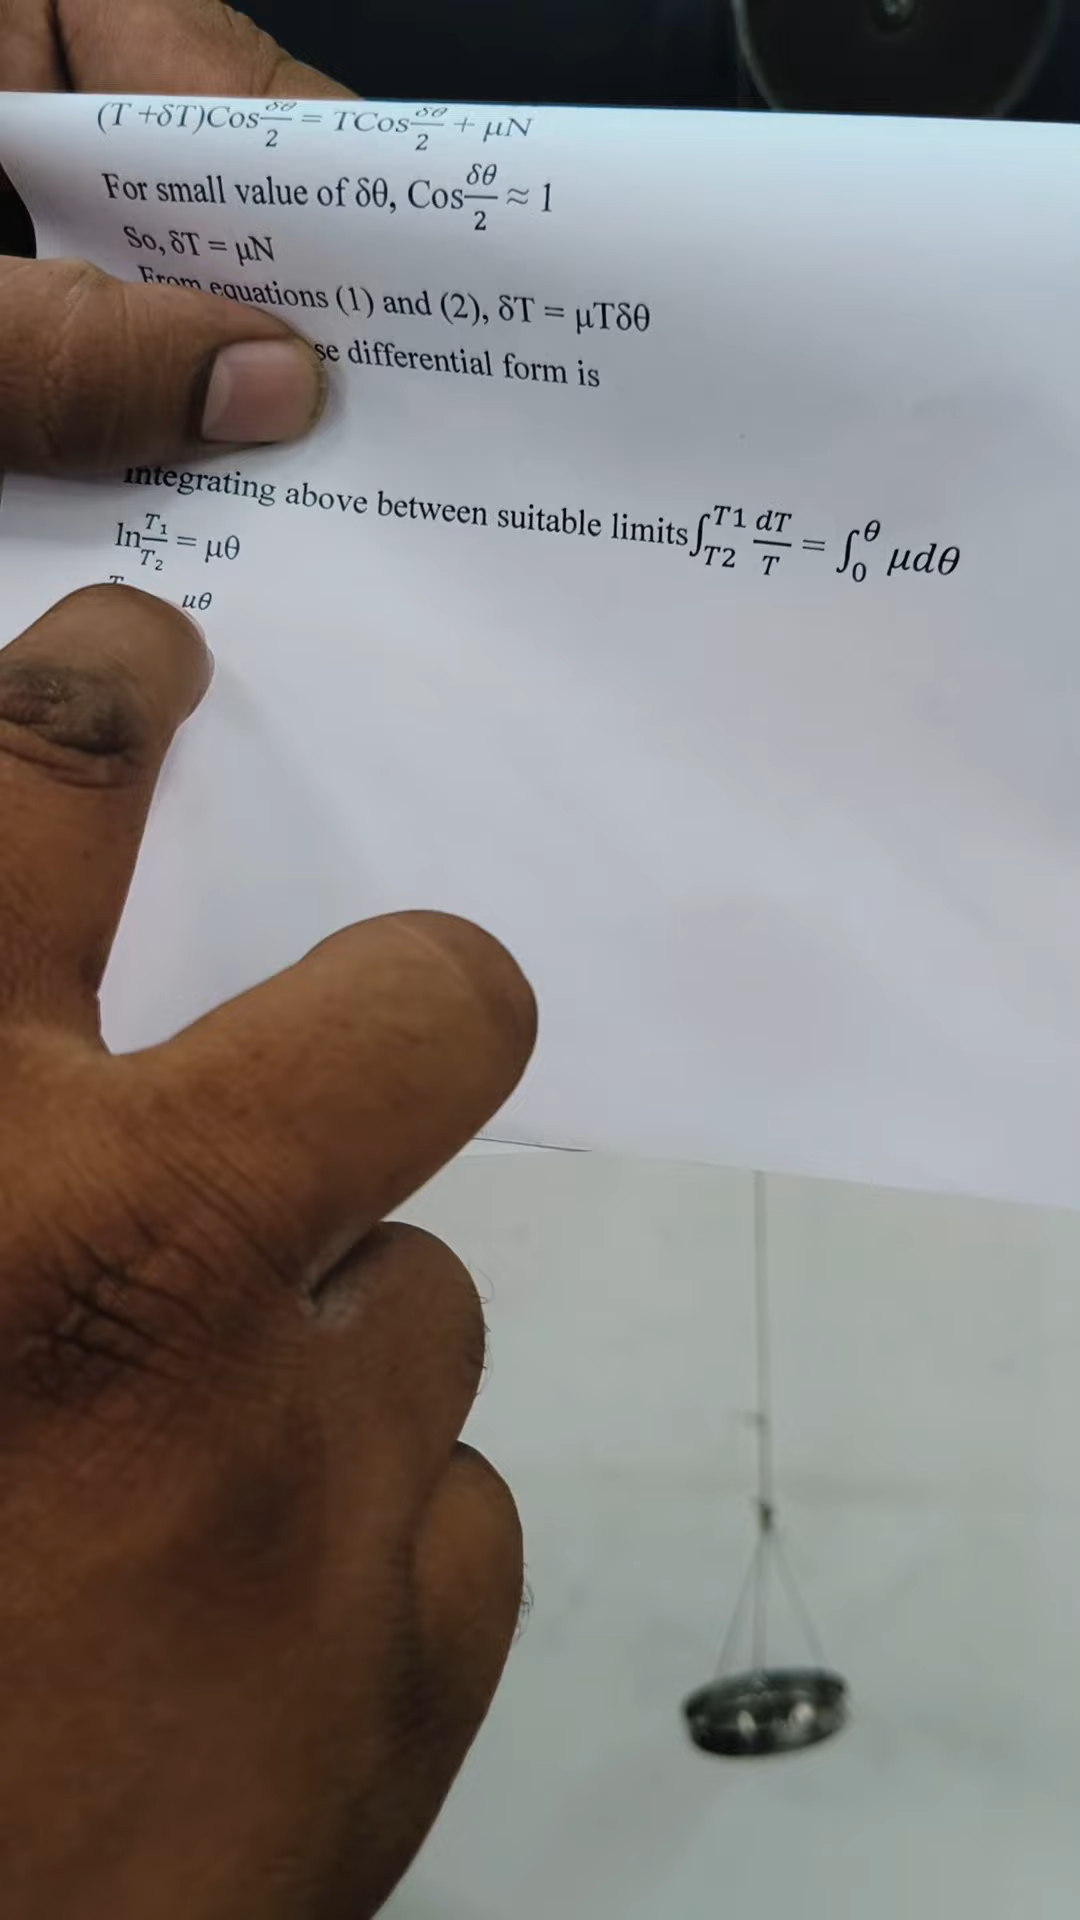 (T +δT)Cos δθ/2 = TCos δθ/2 + μN
For small value of δθ, Cos δθ/2 ≈ 1
So, δT = μN
From equations (1) and (2), δT = μTδθ
se differential form is
integrating above between suitable limits ∫_T2^T1 dT/T = ∫_0^θ μdθ
ln T₁/T₂ = μθ
μθ